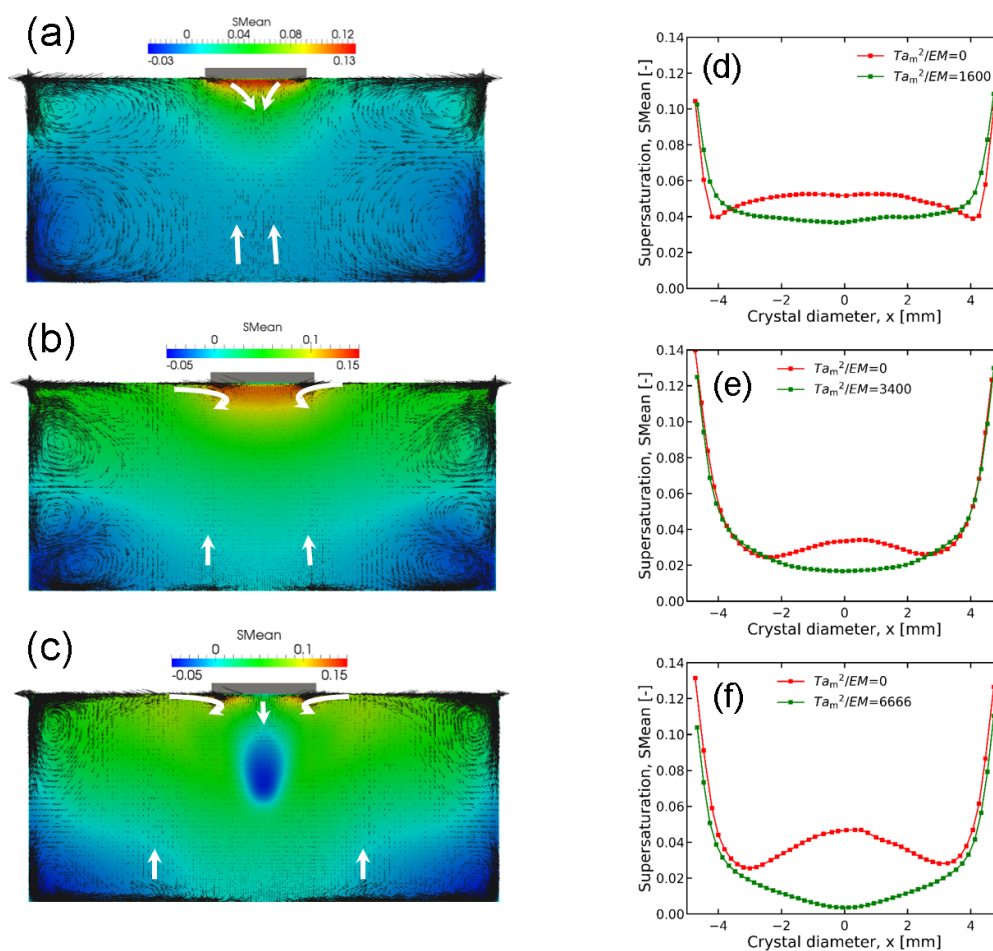 (a)
SMean
0 0.04 0.08 0.12
-0.03 0.13
(b)
SMean
0 0.1
-0.05 0.15
(c)
SMean
0 0.1
-0.05 0.15
(d)
Supersaturation, SMean [-]
0.14
0.12
0.10
0.08
0.06
0.04
0.02
0.00
Taₘ²/EM=0
Taₘ²/EM=1600
−4 −2 0 2 4
Crystal diameter, x [mm]
(e)
Supersaturation, SMean [-]
0.14
0.12
0.10
0.08
0.06
0.04
0.02
0.00
Taₘ²/EM=0
Taₘ²/EM=3400
−4 −2 0 2 4
Crystal diameter, x [mm]
(f)
Supersaturation, SMean [-]
0.14
0.12
0.10
0.08
0.06
0.04
0.02
0.00
Taₘ²/EM=0
Taₘ²/EM=6666
−4 −2 0 2 4
Crystal diameter, x [mm]